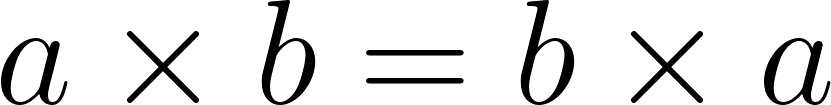 a × b = b × a